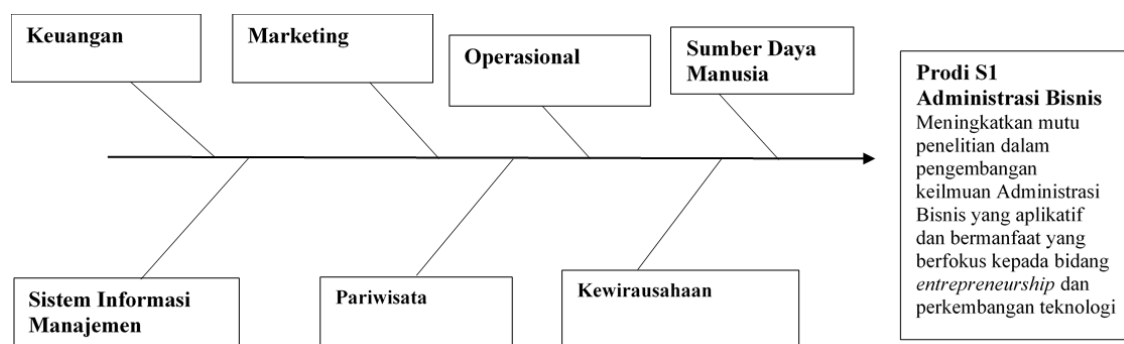 Keuangan
Marketing
Operasional
Sumber Daya
Manusia
Prodi S1
Administrasi Bisnis
Meningkatkan mutu
penelitian dalam
pengembangan
keilmuan Administrasi
Bisnis yang aplikatif
dan bermanfaat yang
berfokus kepada bidang
entrepreneurship dan
perkembangan teknologi
Sistem Informasi
Manajemen
Pariwisata
Kewirausahaan